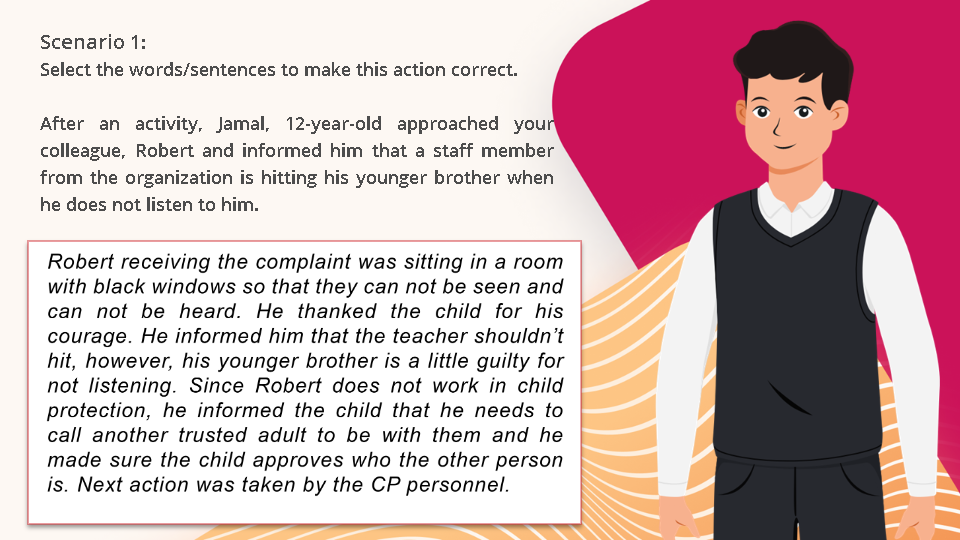 Scenario 1:
Select the words/sentences to make this action correct.
After an activity, Jamal, 12-year-old approached your
colleague, Robert and informed him that a staff member
from the organization is hitting his younger brother when
he does not listen to him.
Robert receiving the complaint was sitting in a room
with black windows so that they can not be seen and
can not be heard. He thanked the child for his
courage. He informed him that the teacher shouldn’t
hit, however, his younger brother is a little guilty for
not listening. Since Robert does not work in child
protection, he informed the child that he needs to
call another trusted adult to be with them and he
made sure the child approves who the other person
is. Next action was taken by the CP personnel.